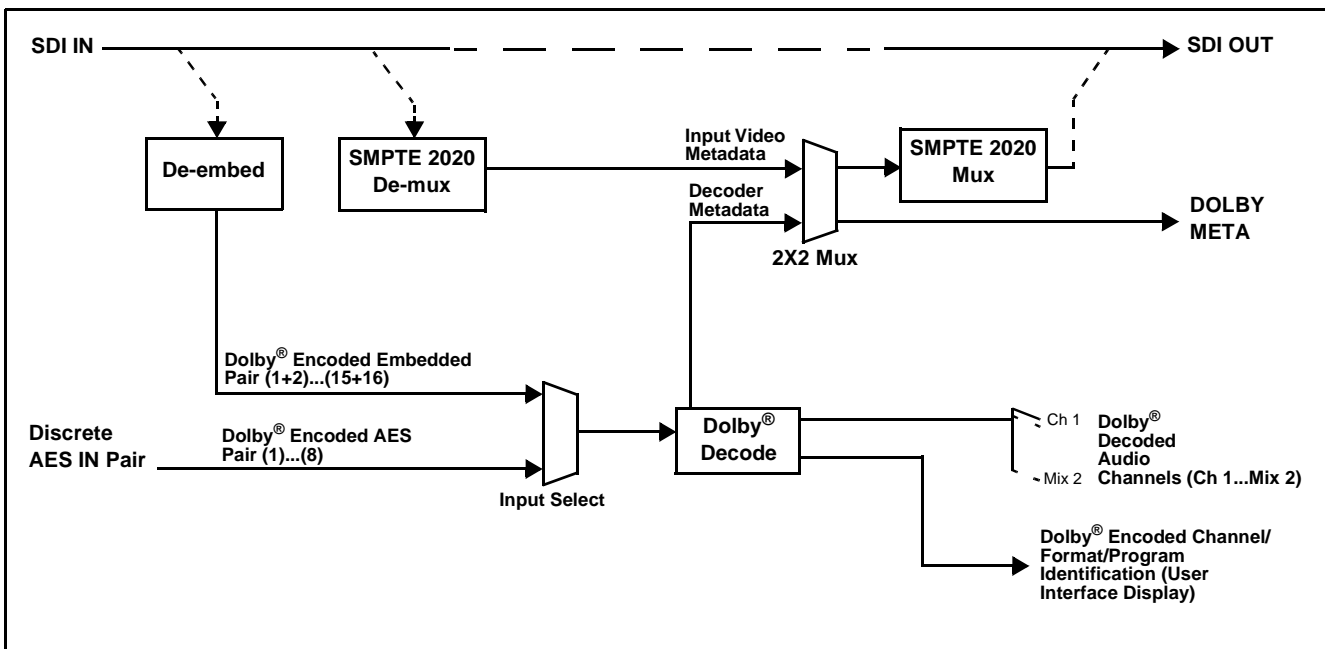 SDI IN
SDI OUT
De-embed
SMPTE 2020
De-mux
Input Video
Metadata
Decoder
Metadata
2X2 Mux
SMPTE 2020
Mux
DOLBY
META
Dolby® Encoded Embedded
Pair (1+2)...(15+16)
Discrete
AES IN Pair
Dolby® Encoded AES
Pair (1)...(8)
Input Select
Dolby®
Decode
Ch 1
Mix 2
Dolby®
Decoded
Audio
Channels (Ch 1...Mix 2)
Dolby® Encoded Channel/
Format/Program
Identification (User
Interface Display)